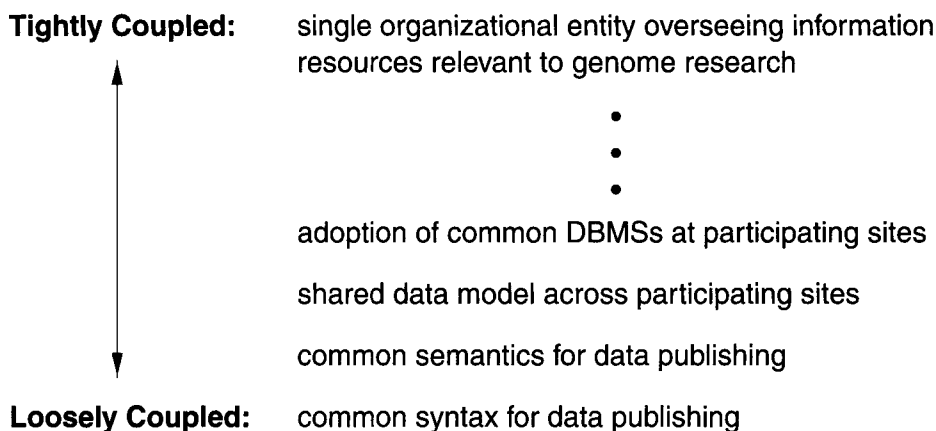 Tightly Coupled: single organizational entity overseeing information
resources relevant to genome research
•
•
•
adoption of common DBMSs at participating sites
shared data model across participating sites
common semantics for data publishing
Loosely Coupled: common syntax for data publishing